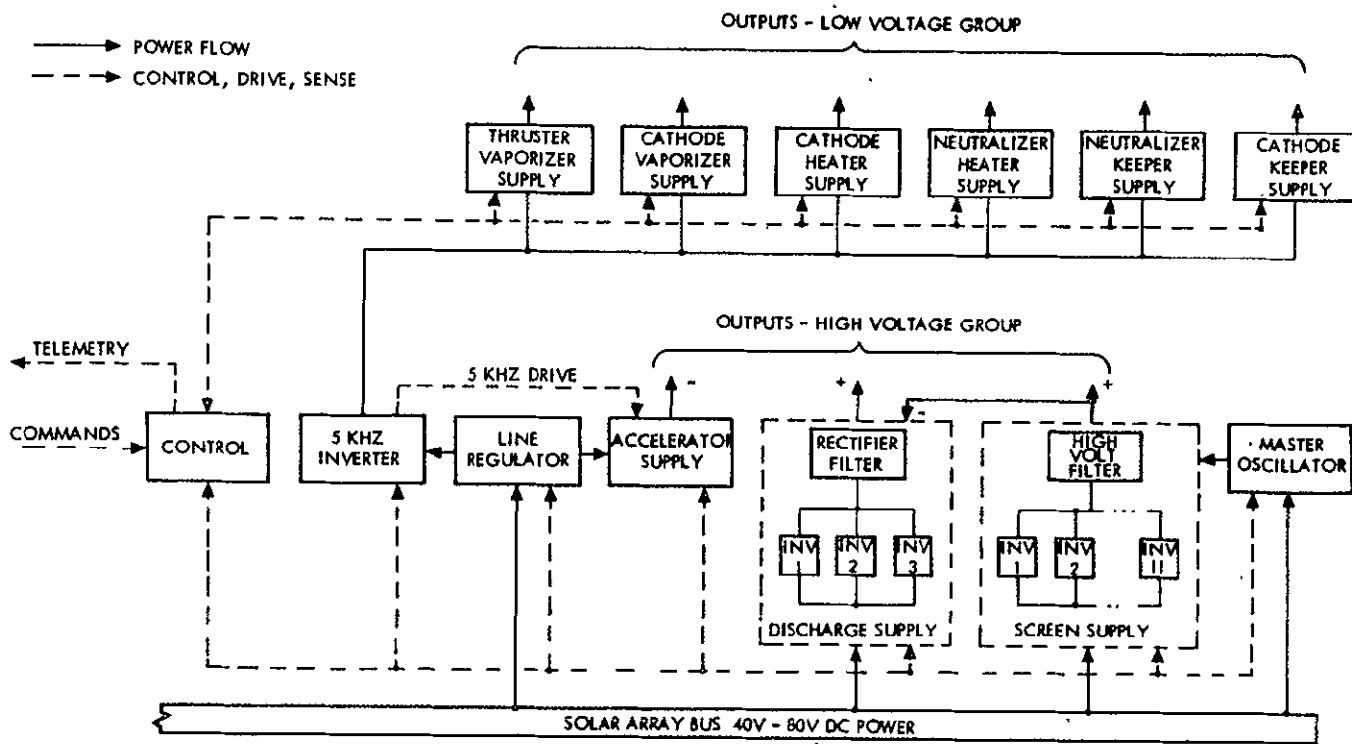 OUTPUTS - LOW VOLTAGE GROUP
POWER FLOW
CONTROL, DRIVE, SENSE
THRUSTER
VAPORIZER
SUPPLY
CATHODE
VAPORIZER
SUPPLY
CATHODE
HEATER
SUPPLY
NEUTRALIZER
HEATER
SUPPLY
NEUTRALIZER
KEEPER
SUPPLY
CATHODE
KEEPER
SUPPLY
OUTPUTS - HIGH VOLTAGE GROUP
TELEMETRY
5 KHZ DRIVE
-
+
-
+
COMMANDS
CONTROL
5 KHZ
INVERTER
LINE
REGULATOR
ACCELERATOR
SUPPLY
RECTIFIER
FILTER
HIGH
VOLT
FILTER
MASTER
OSCILLATOR
INV
1
INV
2
INV
3
INV
1
INV
2
INV
11
DISCHARGE SUPPLY
SCREEN SUPPLY
SOLAR ARRAY BUS 40V - 80V DC POWER